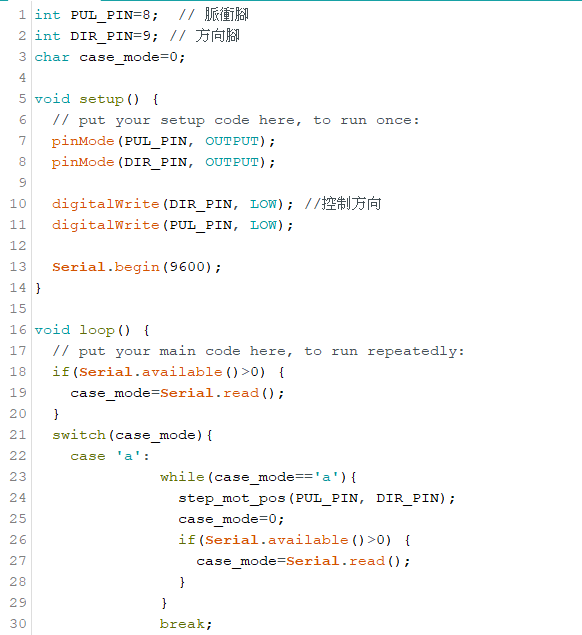 1 int PUL_PIN=8;  // 脈衝腳
2 int DIR_PIN=9; // 方向腳
3 char case_mode=0;
4
5 void setup() {
6   // put your setup code here, to run once:
7   pinMode(PUL_PIN, OUTPUT);
8   pinMode(DIR_PIN, OUTPUT);
9
10   digitalWrite(DIR_PIN, LOW); //控制方向
11   digitalWrite(PUL_PIN, LOW);
12
13   Serial.begin(9600);
14 }
15
16 void loop() {
17   // put your main code here, to run repeatedly:
18   if(Serial.available()>0) {
19     case_mode=Serial.read();
20   }
21   switch(case_mode){
22     case 'a':
23               while(case_mode=='a'){
24                 step_mot_pos(PUL_PIN, DIR_PIN);
25                 case_mode=0;
26                 if(Serial.available()>0) {
27                   case_mode=Serial.read();
28                 }
29               }
30               break;